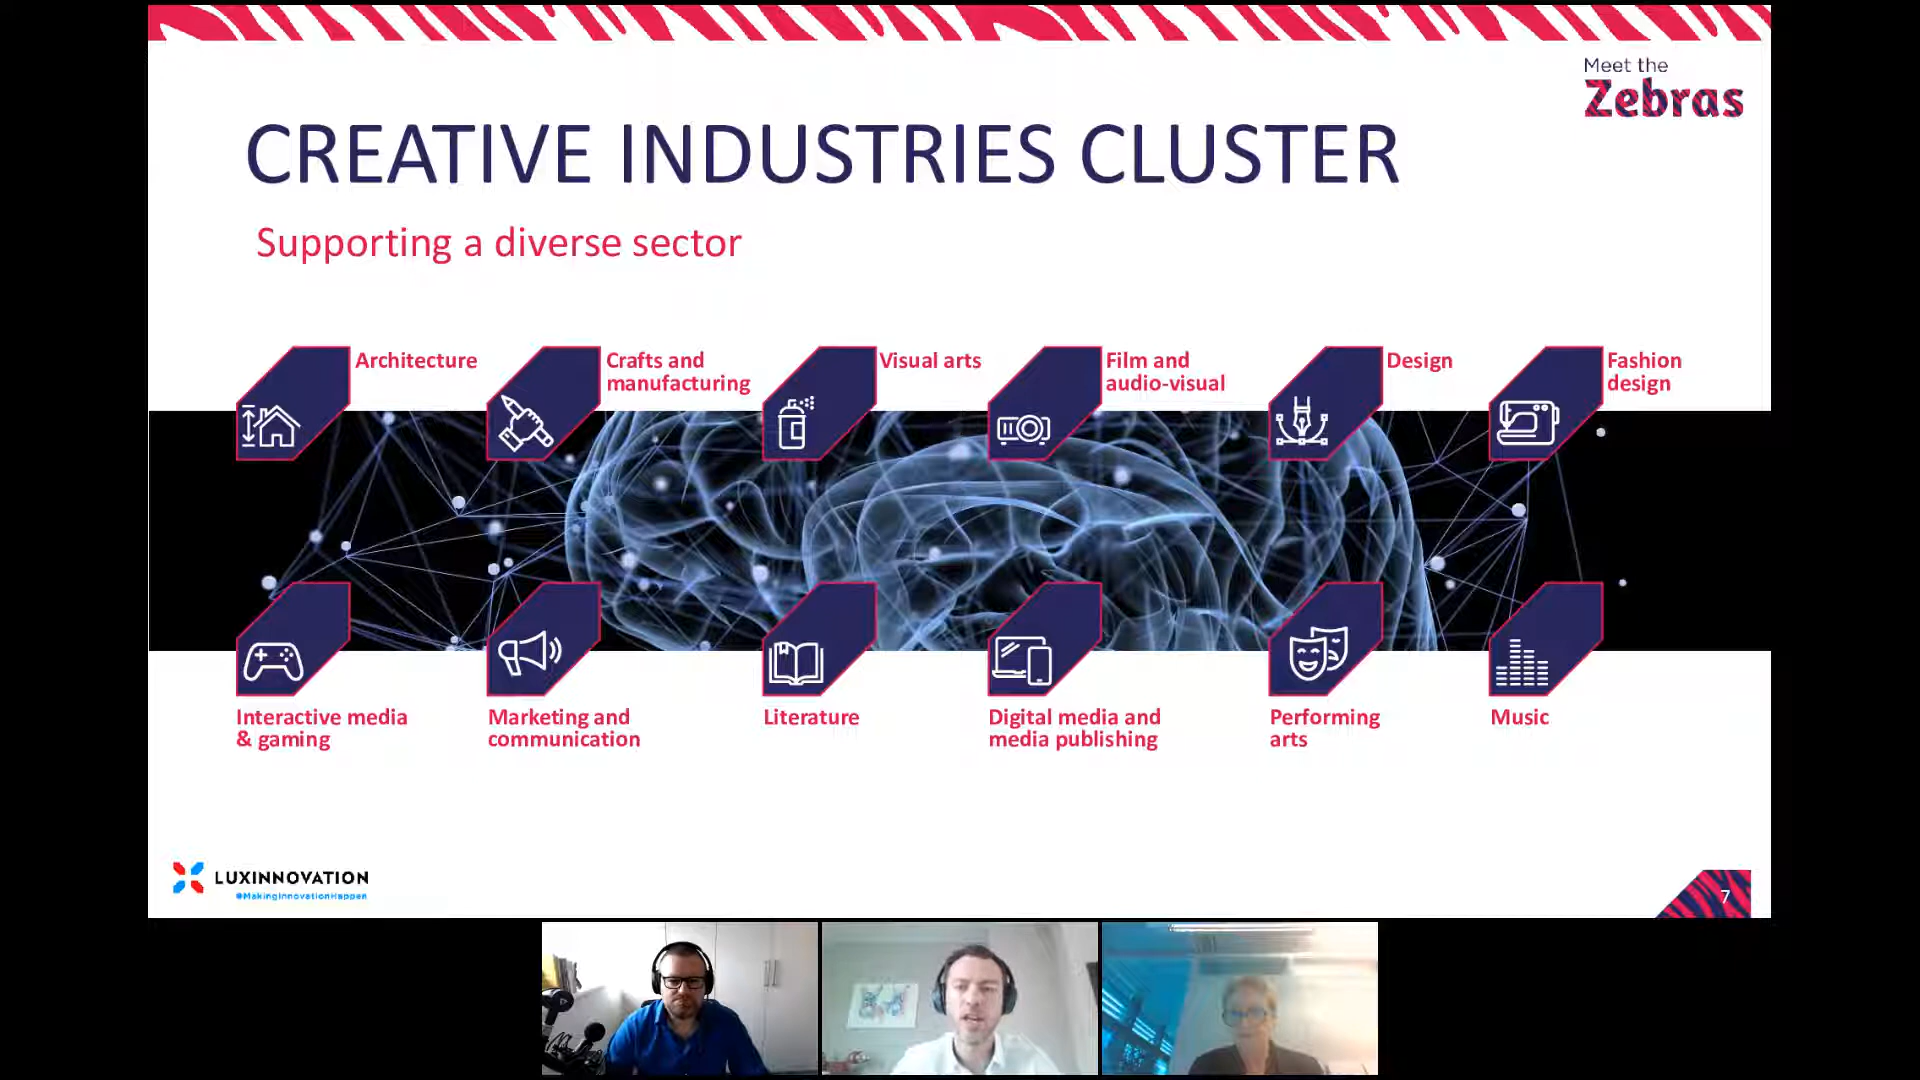 Meet the
Zebras
CREATIVE INDUSTRIES CLUSTER
Supporting a diverse sector
Architecture
Crafts and
manufacturing
Visual arts
Film and
audio-visual
Design
Fashion
design
Interactive media
& gaming
Marketing and
communication
Literature
Digital media and
media publishing
Performing
arts
Music
LUXINNOVATION
#MakingInnovationHappen
7